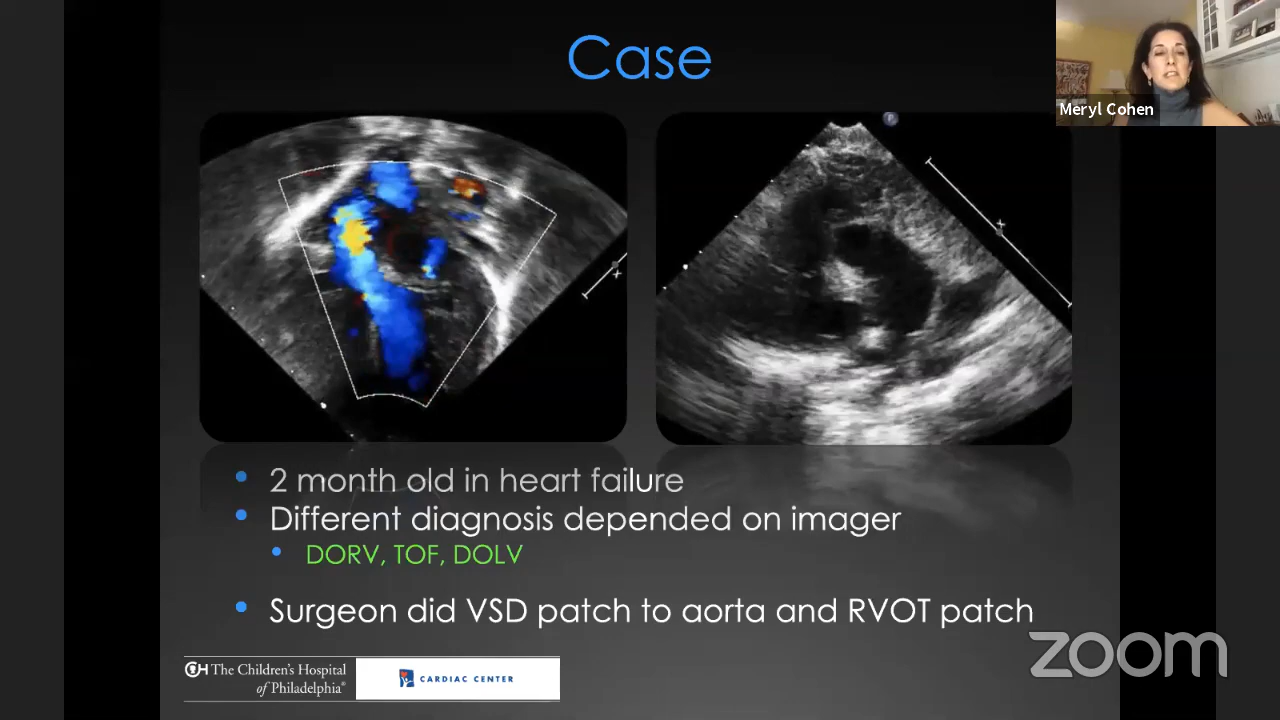 Case
Meryl Cohen
P
2 month old in heart failure
Different diagnosis depended on imager
DORV, TOF, DOLV
Surgeon did VSD patch to aorta and RVOT patch
zoom
The Children's Hospital
of Philadelphia®
CARDIAC CENTER